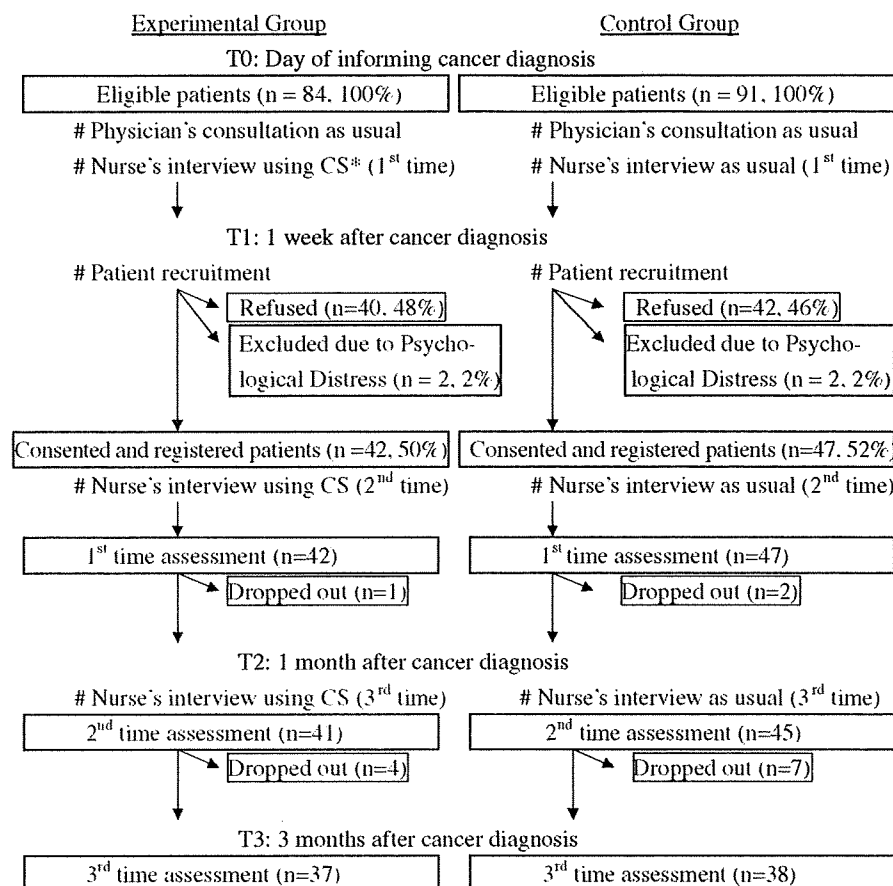 Experimental Group Control Group
T0: Day of informing cancer diagnosis
Eligible patients (n = 84, 100%) Eligible patients (n = 91, 100%)
# Physician's consultation as usual # Physician's consultation as usual
# Nurse's interview using CS* (1st time) # Nurse's interview as usual (1st time)
T1: 1 week after cancer diagnosis
# Patient recruitment # Patient recruitment
Refused (n=40, 48%) Refused (n=42, 46%)
Excluded due to Psycho- Excluded due to Psycho-
logical Distress (n = 2, 2%) logical Distress (n = 2, 2%)
Consented and registered patients (n =42, 50%) Consented and registered patients (n=47, 52%)
# Nurse's interview using CS (2nd time) # Nurse's interview as usual (2nd time)
1st time assessment (n=42) 1st time assessment (n=47)
Dropped out (n=1) Dropped out (n=2)
T2: 1 month after cancer diagnosis
# Nurse's interview using CS (3rd time) # Nurse's interview as usual (3rd time)
2nd time assessment (n=41) 2nd time assessment (n=45)
Dropped out (n=4) Dropped out (n=7)
T3: 3 months after cancer diagnosis
3rd time assessment (n=37) 3rd time assessment (n=38)